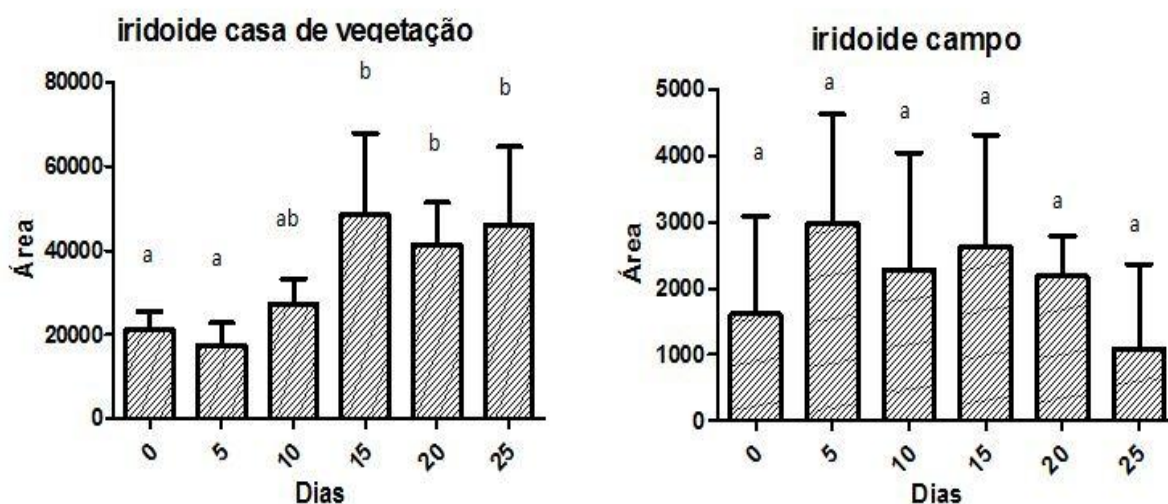 iridoide casa de vegetação
80000
60000
40000
20000
0
Área
a
a
ab
b
b
b
0
5
10
15
20
25
Dias
iridoide campo
5000
4000
3000
2000
1000
0
Área
a
a
a
a
a
a
0
5
10
15
20
25
Dias